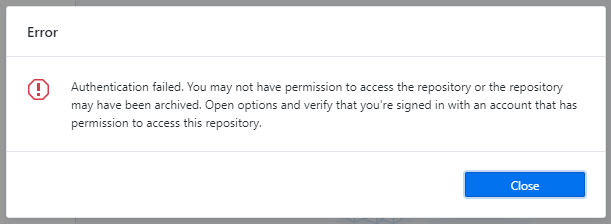 Error
Authentication failed. You may not have permission to access the repository or the repository
may have been archived. Open options and verify that you're signed in with an account that has
permission to access this repository.
Close